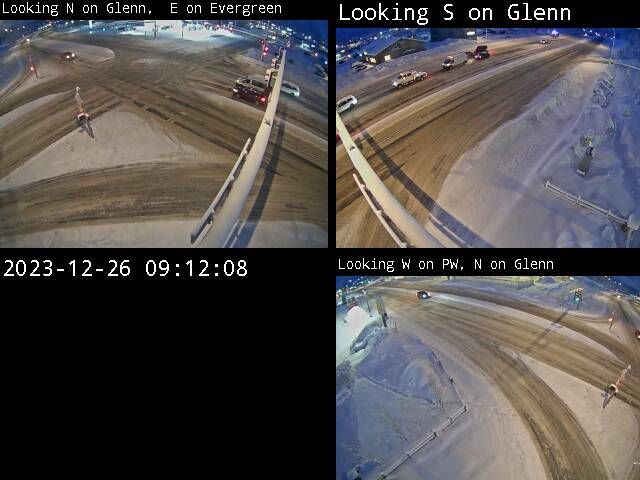 Looking N on Glenn,  E on Evergreen
Looking S on Glenn
2023-12-26 09:12:08
Looking W on PW, N on Glenn